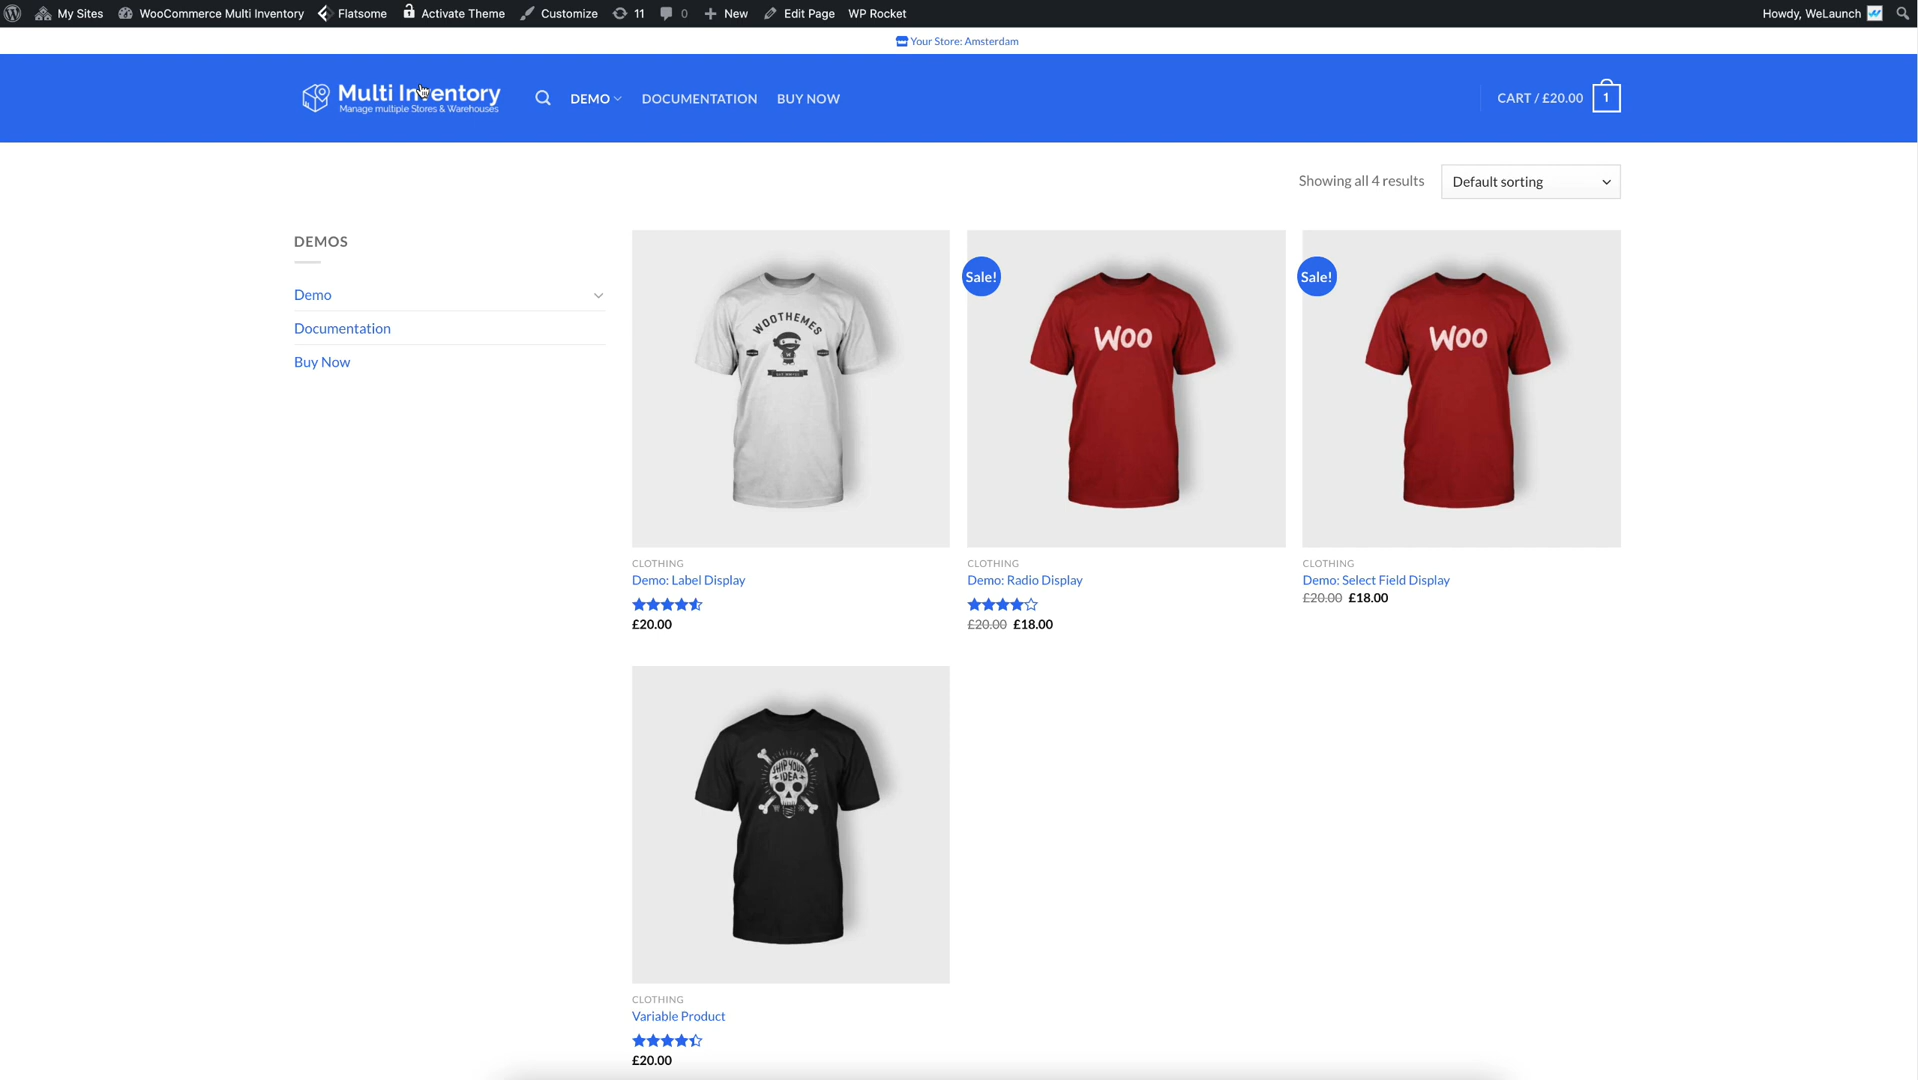 My Sites WooCommerce Multi Inventory Flatsome Activate Theme Customize 11 0 New Edit Page WP Rocket Howdy, WeLaunch
Your Store: Amsterdam
Multi Inventory
Manage multiple Stores & Warehouses
DEMO DOCUMENTATION BUY NOW CART / £20.00 1
Showing all 4 results Default sorting
DEMOS
Demo
Documentation
Buy Now
WOOTHEMES
Sale!
WOO
Sale!
WOO
CLOTHING
Demo: Label Display
£20.00
CLOTHING
Demo: Radio Display
£20.00 £18.00
CLOTHING
Demo: Select Field Display
£20.00 £18.00
SHIP YOUR
IDEA
CLOTHING
Variable Product
£20.00